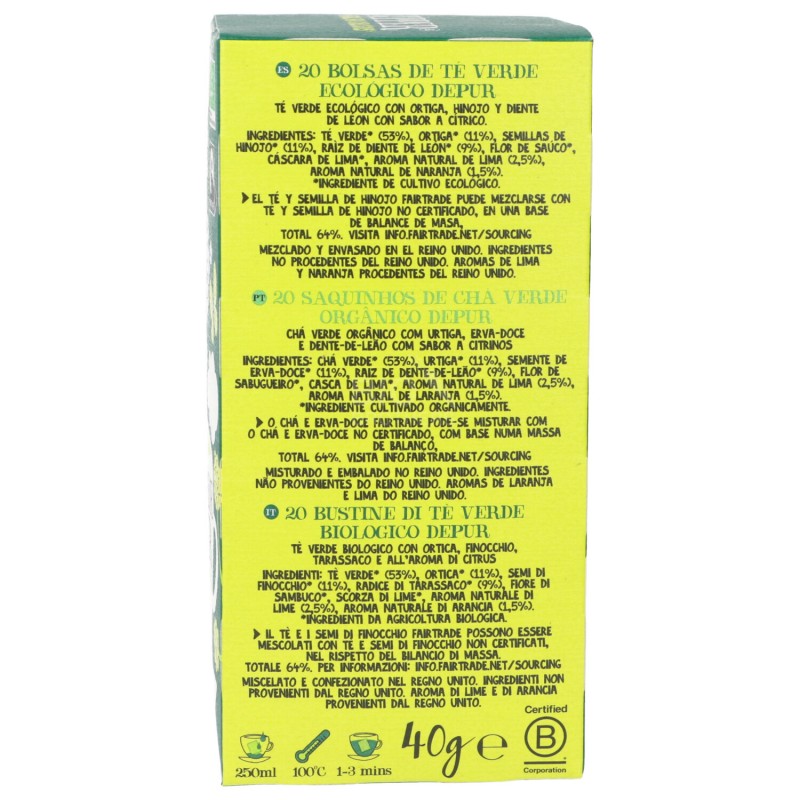 ES 20 BOLSAS DE TÉ VERDE
ECOLÓGICO DEPUR
TÉ VERDE ECOLÓGICO CON ORTIGA, HINOJO Y DIENTE
DE LEON CON SABOR A CÍTRICO.
INGREDIENTES: TÉ VERDE* (53%), ORTIGA* (11%), SEMILLAS DE
HINOJO* (11%), RAÍZ DE DIENTE DE LEÓN* (9%), FLOR DE SAÚCO*,
CÁSCARA DE LIMA*, AROMA NATURAL DE LIMA (2,5%),
AROMA NATURAL DE NARANJA (1,5%).
*INGREDIENTE DE CULTIVO ECOLÓGICO.
EL TÉ Y SEMILLA DE HINOJO FAIRTRADE PUEDE MEZCLARSE CON
TÉ Y SEMILLA DE HINOJO NO CERTIFICADO, EN UNA BASE
DE BALANCE DE MASA,
TOTAL 64%. VISITA INFO.FAIRTRADE.NET/SOURCING
MEZCLADO Y ENVASADO EN EL REINO UNIDO. INGREDIENTES
NO PROCEDENTES DEL REINO UNIDO. AROMAS DE LIMA
Y NARANJA PROCEDENTES DEL REINO UNIDO.
PT 20 SAQUINHOS DE CHÁ VERDE
ORGÂNICO DEPUR
CHÁ VERDE ORGÂNICO COM URTIGA, ERVA-DOCE
E DENTE-DE-LEÃO COM SABOR A CITRINOS
INGREDIENTES: CHÁ VERDE* (53%), URTIGA* (11%), SEMENTE DE
ERVA-DOCE* (11%), RAIZ DE DENTE-DE-LEÃO* (9%), FLOR DE
SABUGUEIRO*, CASCA DE LIMA*, AROMA NATURAL DE LIMA (2,5%),
AROMA NATURAL DE LARANJA (1,5%).
*INGREDIENTE CULTIVADO ORGANICAMENTE.
O CHÁ E ERVA-DOCE FAIRTRADE PODE-SE MISTURAR COM
O CHÁ E ERVA-DOCE NO CERTIFICADO, COM BASE NUMA MASSA
DE BALANÇO,
TOTAL 64%. VISITA INFO.FAIRTRADE.NET/SOURCING
MISTURADO E EMBALADO NO REINO UNIDO. INGREDIENTES
NÃO PROVENIENTES DO REINO UNIDO. AROMAS DE LARANJA
E LIMA DO REINO UNIDO.
IT 20 BUSTINE DI TÈ VERDE
BIOLOGICO DEPUR
TÈ VERDE BIOLOGICO CON ORTICA, FINOCCHIO,
TARASSACO E ALL'AROMA DI CITRUS
INGREDIENTI: TÈ VERDE* (53%), ORTICA* (11%), SEMI DI
FINOCCHIO* (11%), RADICE DI TARASSACO* (9%), FIORE DI
SAMBUCO*, SCORZA DI LIME*, AROMA NATURALE DI
LIME (2,5%), AROMA NATURALE DI ARANCIA (1,5%).
*INGREDIENTI DA AGRICOLTURA BIOLOGICA.
IL TÈ E I SEMI DI FINOCCHIO FAIRTRADE POSSONO ESSERE
MESCOLATI CON TÈ E SEMI DI FINOCCHIO NON CERTIFICATI,
NEL RISPETTO DEL BILANCIO DI MASSA.
TOTALE 64%. PER INFORMAZIONI: INFO.FAIRTRADE.NET/SOURCING
MISCELATO E CONFEZIONATO NEL REGNO UNITO. INGREDIENTI NON
PROVENIENTI DAL REGNO UNITO. AROMA DI LIME E DI ARANCIA
PROVENIENTI DAL REGNO UNITO.
250ml 100°C 1-3 mins 40g e
Certified
B
Corporation